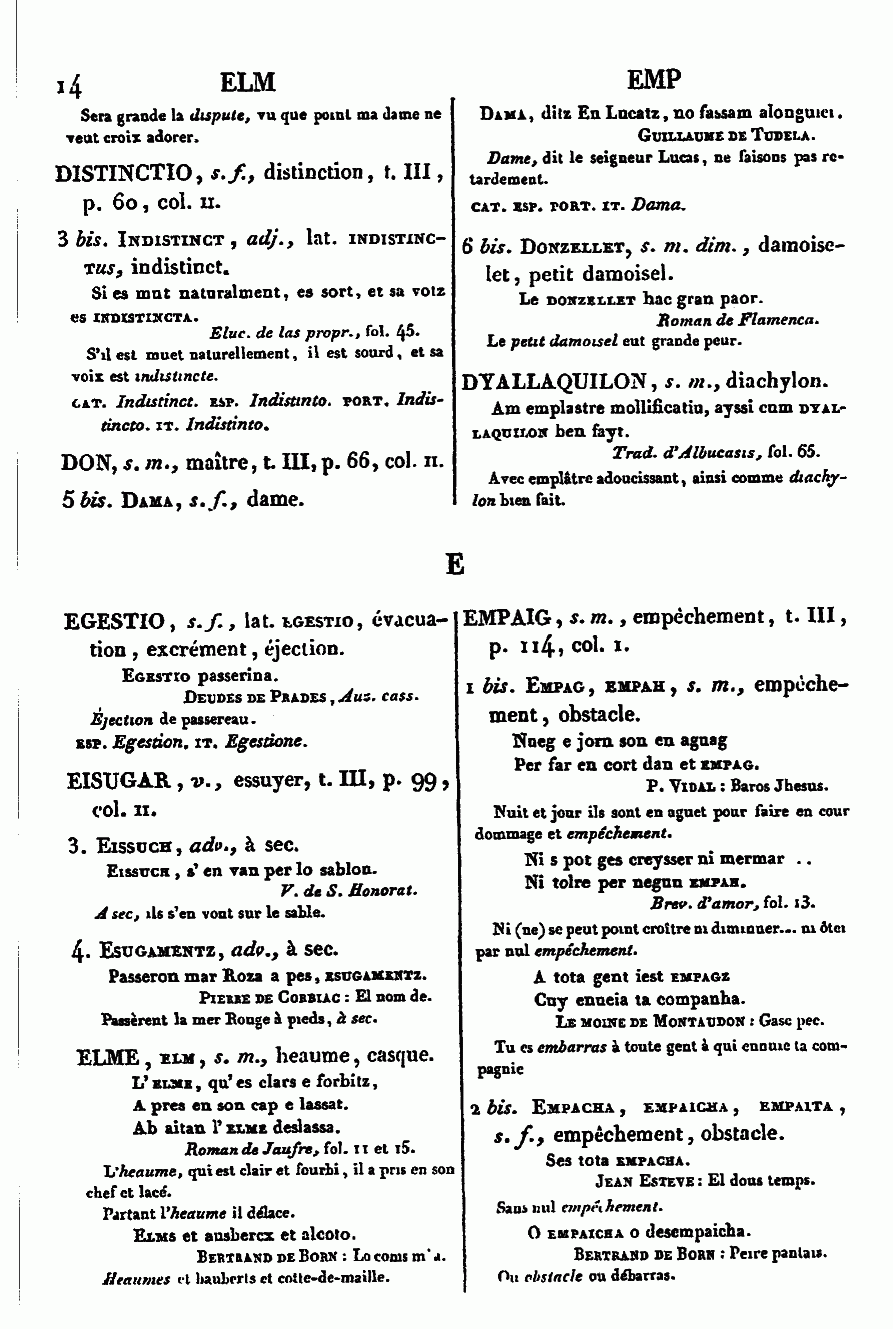 14 ELM EMP
Sera grande la dispute, vu que point ma dame ne
veut croix adorer.
DISTINCTIO, s. f., distinction, t. III,
p. 60, col. II.
3 bis. INDISTINCT, adj., lat. INDISTINC-
TUS, indistinct.
Si es mut naturalment, es sort, et sa votz
es INDISTINCTA.
Eluc. de las propr., fol. 45.
S'il est muet naturellement, il est sourd, et sa
voix est indistincte.
CAT. Indistinct. ESP. Indistinto. PORT. Indis-
tincto. IT. Indistinto.
DON, s. m., maître, t. III, p. 66, col. II.
5 bis. DAMA, s. f., dame.
DAMA, ditz En Lucatz, no fassam alonguier.
GUILLAUME DE TUDELA.
Dame, dit le seigneur Lucas, ne faisons pas re-
tardement.
CAT. ESP. PORT. IT. Dama.
6 bis. DONZELLET, s. m. dim., damoise-
let, petit damoisel.
Le DONZELLET hac gran paor.
Roman de Flamenca.
Le petit damoisel eut grande peur.
DYALLAQUILON, s. m., diachylon.
Am emplastre mollificatiu, ayssi cum DYAL-
LAQUILON ben fayt.
Trad. d'Albucasis, fol. 65.
Avec emplâtre adoucissant, ainsi comme diachy-
lon bien fait.
E
EGESTIO, s. f., lat. EGESTIO, évacua-
tion, excrément, éjection.
EGESTIO passerina.
DEUDES DE PRADES, Aus. cass.
Éjection de passereau.
ESP. Egestion. IT. Egestione.
EISUGAR, v., essuyer, t. III, p. 99,
col. II.
3. EISSUCH, adv., à sec.
EISSUCH, s' en van per lo sablon.
V. de S. Honorat.
A sec, ils s'en vont sur le sable.
4. ESUGAMENTZ, adv., à sec.
Passeron mar Roza a pes, ESUGAMENTZ.
PIERRE DE CORBIAC : El nom de.
Passèrent la mer Rouge à pieds, à sec.
ELME, ELM, s. m., heaume, casque.
L' ELME, qu' es clars e forbitz,
A pres en son cap e lassat.
Ab aitan l' ELME deslassa.
Roman de Jaufre, fol. 11 et 15.
L'heaume, qui est clair et fourbi, il a pris en son
chef et lacé.
Partant l'heaume il délace.
ELMS et ausbercx et alcoto.
BERTRAND DE BORN : Lo coms m'a.
Heaumes et hauberts et cotte-de-maille.
EMPAIG, s. m., empêchement, t. III,
p. 114, col. I.
1 bis. EMPAG, EMPAH, s. m., empêche-
ment, obstacle.
Nueg e jorn son en aguag
Per far en cort dan et EMPAG.
P. VIDAL : Baros Jhesus.
Nuit et jour ils sont en aguet pour faire en cour
dommage et empêchement.
Ni s pot ges creysser ni mermar ..
Ni tolre per negun EMPAH.
Brev. d'amor, fol. 13.
Ni (ne) se peut point croître ni diminuer... ni ôter
par nul empêchement.
A tota gent iest EMPAGZ
Cuy enueia ta companha.
LE MOINE DE MONTAUDON : Gasc pec.
Tu es embarras à toute gent à qui ennuie ta com-
pagnie
2 bis. EMPACHA, EMPAICHA, EMPAITA,
s. f., empêchement, obstacle.
Ses tota EMPACHA.
JEAN ESTEVE : El dous temps.
Sans nul empêchement.
O EMPAICHA o desempaicha.
BERTRAND DE BORN : Peire pantais.
Ou obstacle ou débarras.